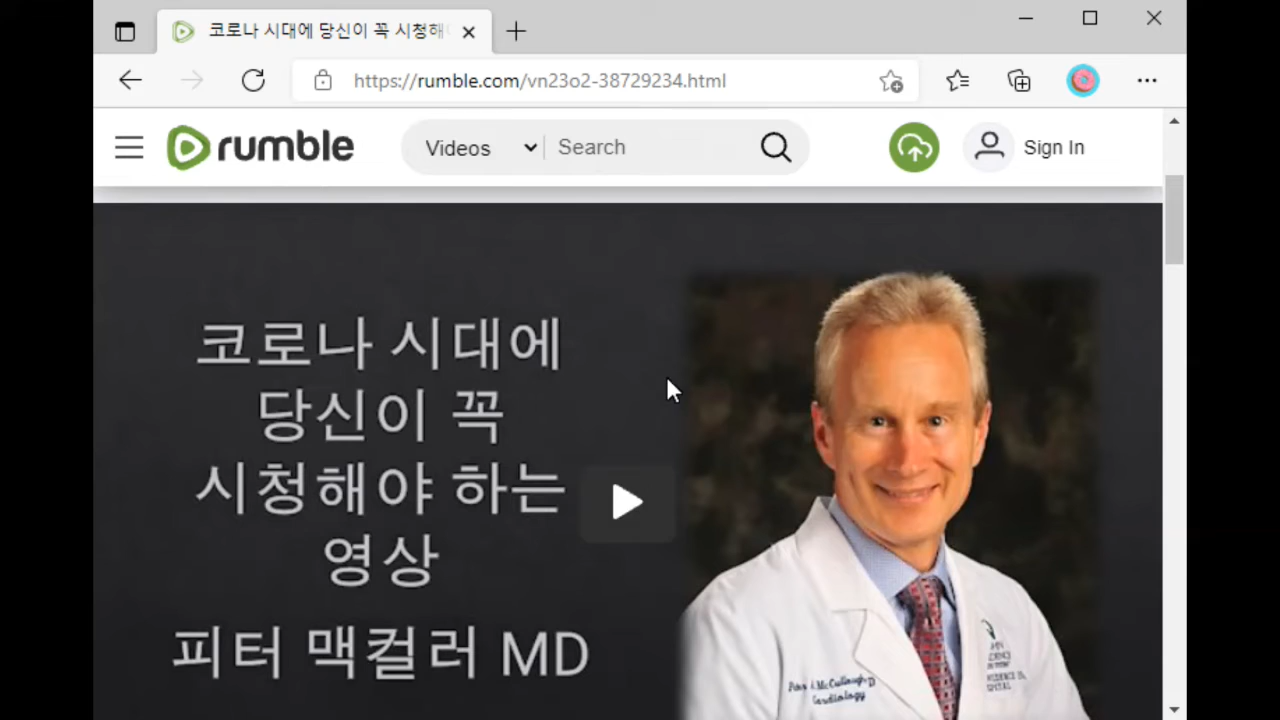 코로나 시대에 당신이 꼭 시청해
https://rumble.com/vn23o2-38729234.html
rumble
Videos
Search
Sign In
코로나 시대에
당신이 꼭
시청해야 하는
영상
피터 맥컬러 MD
McCullough
Cardiology